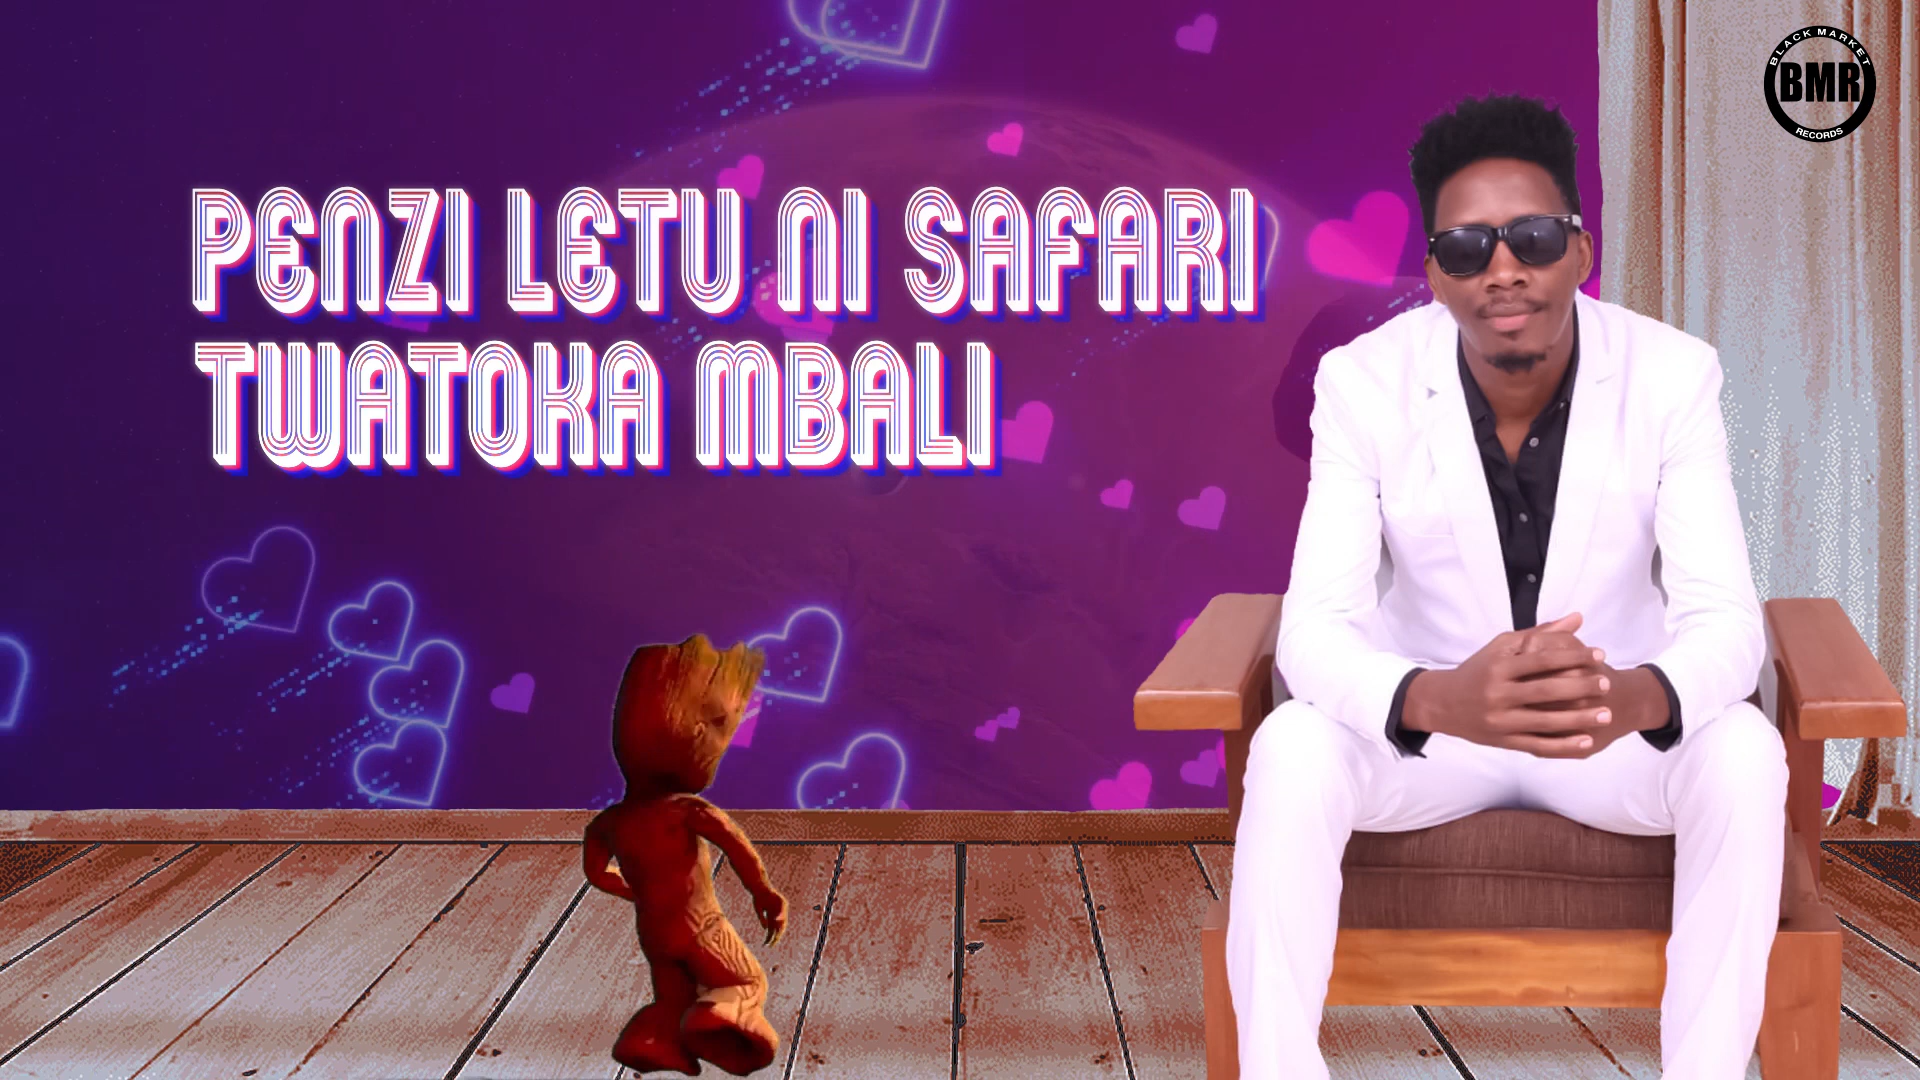 PENZI LETU NI SAFARI
TWATOKA MBALI
BLACK MARKET
BMR
RECORDS